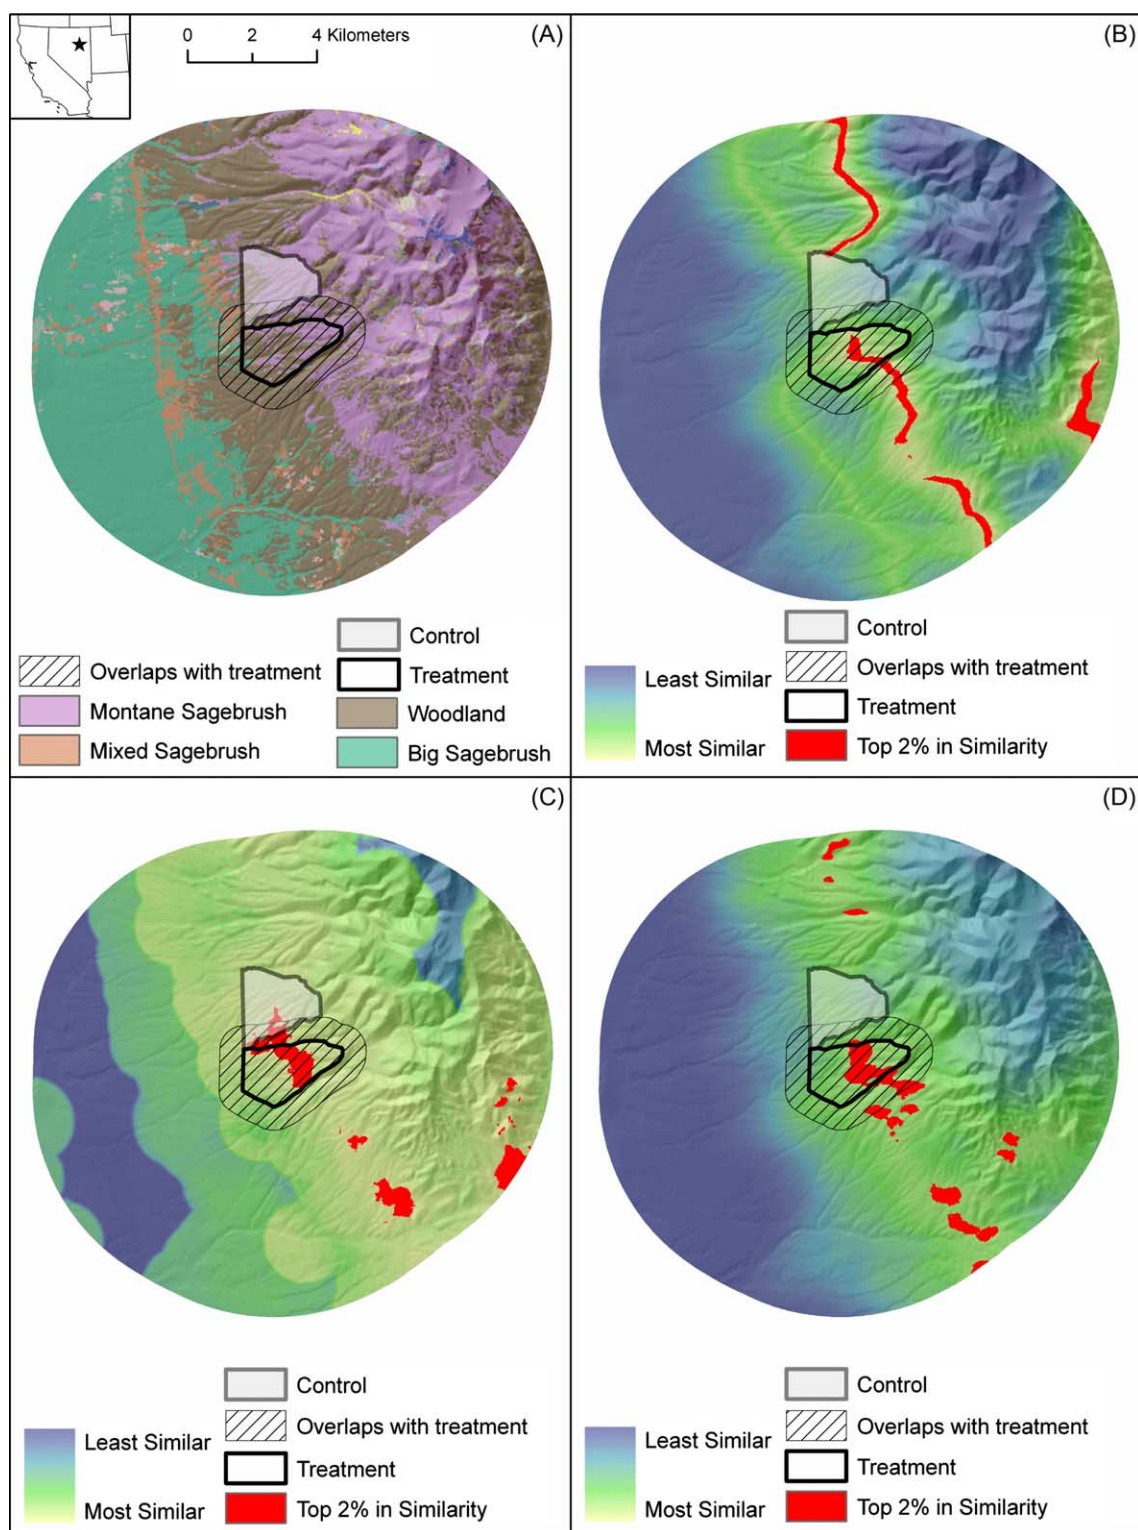 (A)
0 2 4 Kilometers
Control
Overlaps with treatment
Treatment
Montane Sagebrush
Woodland
Mixed Sagebrush
Big Sagebrush
(B)
Control
Least Similar
Overlaps with treatment
Treatment
Most Similar
Top 2% in Similarity
(C)
Control
Least Similar
Overlaps with treatment
Treatment
Most Similar
Top 2% in Similarity
(D)
Control
Least Similar
Overlaps with treatment
Treatment
Most Similar
Top 2% in Similarity